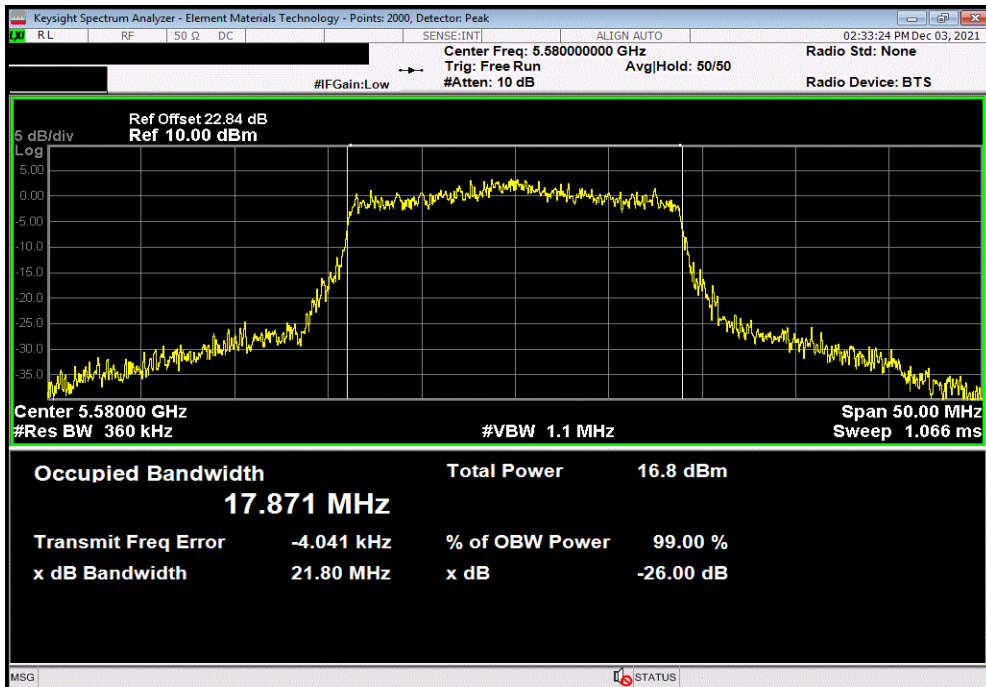 Keysight Spectrum Analyzer - Element Materials Technology - Points: 2000, Detector: Peak
LXI RL RF 50 Ω DC SENSE:INT ALIGN AUTO 02:33:24 PM Dec 03, 2021
Center Freq: 5.580000000 GHz Radio Std: None
Trig: Free Run Avg|Hold: 50/50
#IFGain:Low #Atten: 10 dB Radio Device: BTS
Ref Offset 22.84 dB
5 dB/div Ref 10.00 dBm
Log
5.00
0.00
-5.00
-10.0
-15.0
-20.0
-25.0
-30.0
-35.0
Center 5.58000 GHz Span 50.00 MHz
#Res BW 360 kHz #VBW 1.1 MHz Sweep 1.066 ms
Occupied Bandwidth Total Power 16.8 dBm
17.871 MHz
Transmit Freq Error -4.041 kHz % of OBW Power 99.00 %
x dB Bandwidth 21.80 MHz x dB -26.00 dB
MSG STATUS